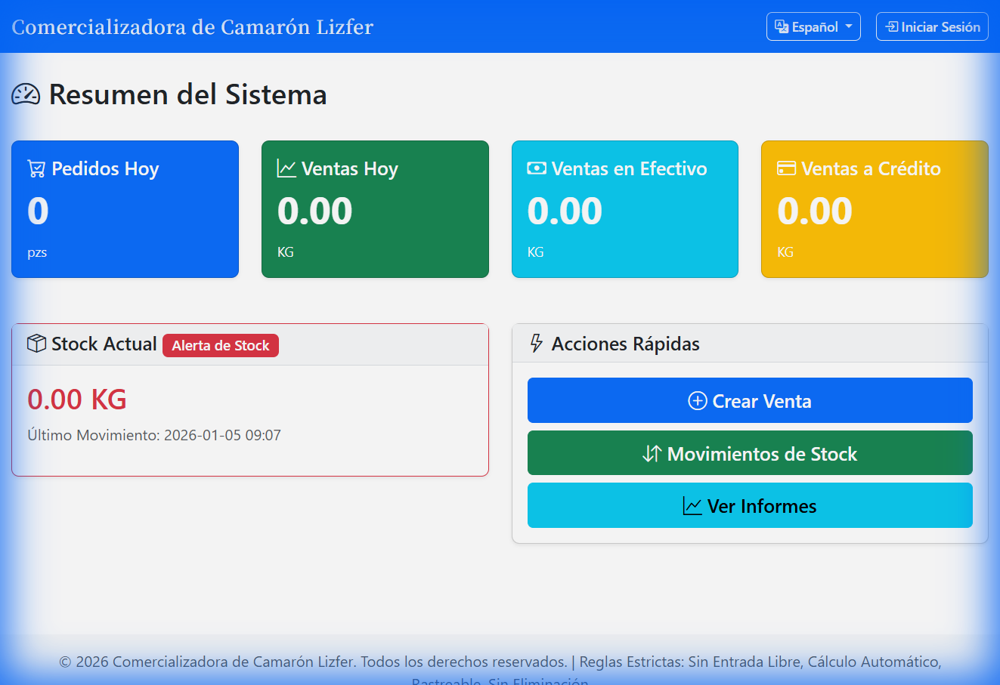 Comercializadora de Camarón Lizfer
Español
Iniciar Sesión
Resumen del Sistema
Pedidos Hoy
0
pzs
Ventas Hoy
0.00
KG
Ventas en Efectivo
0.00
KG
Ventas a Crédito
0.00
KG
Stock Actual Alerta de Stock
0.00 KG
Último Movimiento: 2026-01-05 09:07
Acciones Rápidas
Crear Venta
Movimientos de Stock
Ver Informes
© 2026 Comercializadora de Camarón Lizfer. Todos los derechos reservados. | Reglas Estrictas: Sin Entrada Libre, Cálculo Automático,
Rastreable, Sin Eliminación